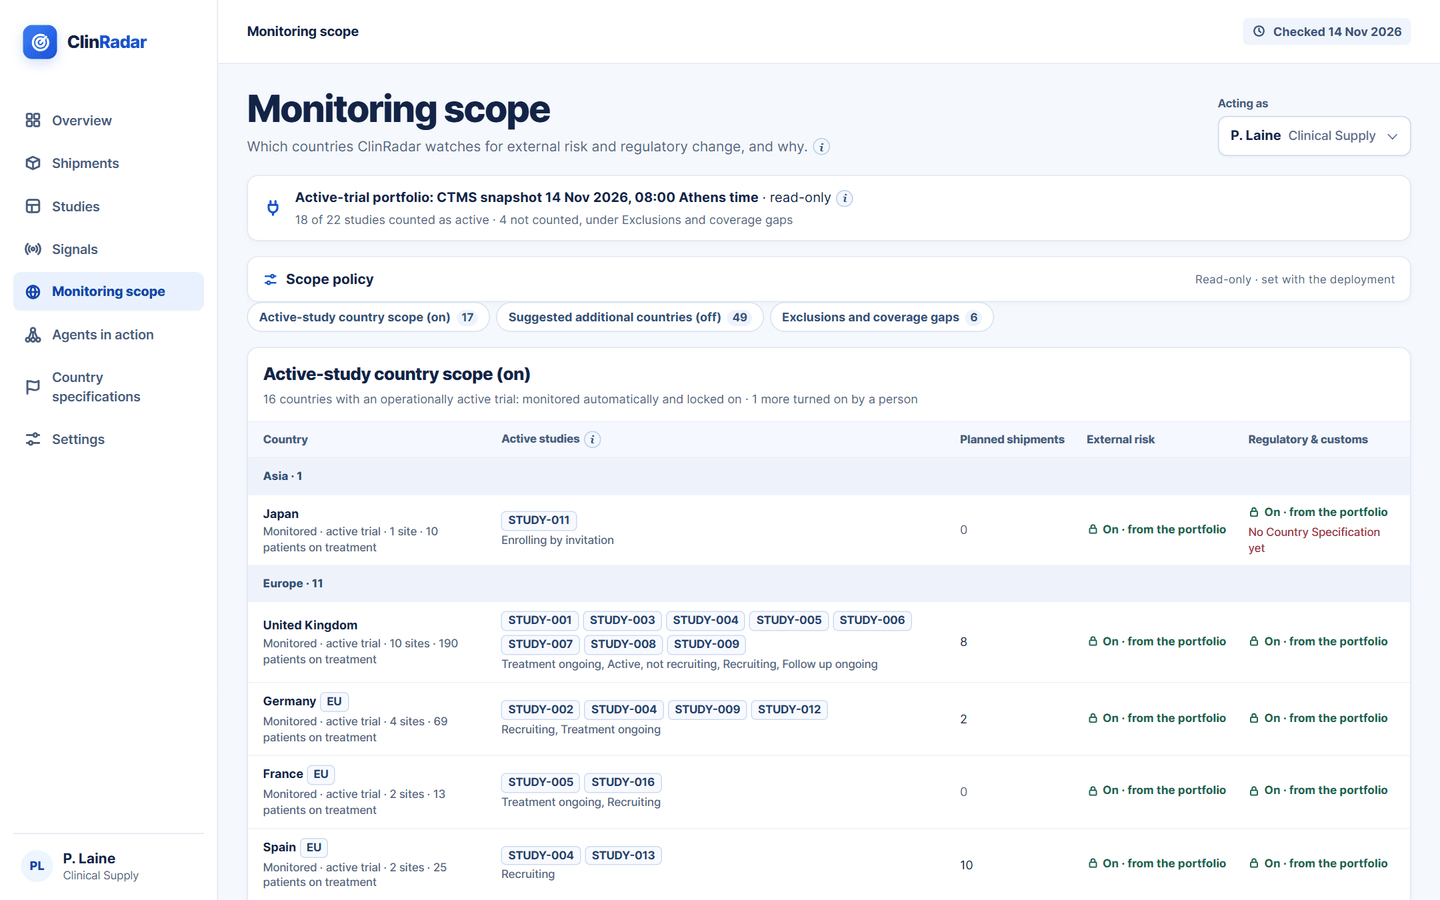 ClinRadar
Overview
Shipments
Studies
Signals
Monitoring scope
Agents in action
Country
specifications
Settings
PL
P. Laine
Clinical Supply
Monitoring scope
Checked 14 Nov 2026
Monitoring scope
Which countries ClinRadar watches for external risk and regulatory change, and why. i
Acting as
P. Laine Clinical Supply
Active-trial portfolio: CTMS snapshot 14 Nov 2026, 08:00 Athens time · read-only i
18 of 22 studies counted as active · 4 not counted, under Exclusions and coverage gaps
Scope policy
Read-only · set with the deployment
Active-study country scope (on) 17
Suggested additional countries (off) 49
Exclusions and coverage gaps 6
Active-study country scope (on)
16 countries with an operationally active trial: monitored automatically and locked on · 1 more turned on by a person
Country
Active studies i
Planned shipments
External risk
Regulatory & customs
Asia · 1
Japan
Monitored · active trial · 1 site · 10
patients on treatment
STUDY-011
Enrolling by invitation
0
On · from the portfolio
On · from the portfolio
No Country Specification
yet
Europe · 11
United Kingdom
Monitored · active trial · 10 sites · 190
patients on treatment
STUDY-001 STUDY-003 STUDY-004 STUDY-005 STUDY-006
STUDY-007 STUDY-008 STUDY-009
Treatment ongoing, Active, not recruiting, Recruiting, Follow up ongoing
8
On · from the portfolio
On · from the portfolio
Germany EU
Monitored · active trial · 4 sites · 69
patients on treatment
STUDY-002 STUDY-004 STUDY-009 STUDY-012
Recruiting, Treatment ongoing
2
On · from the portfolio
On · from the portfolio
France EU
Monitored · active trial · 2 sites · 13
patients on treatment
STUDY-005 STUDY-016
Treatment ongoing, Recruiting
0
On · from the portfolio
On · from the portfolio
Spain EU
Monitored · active trial · 2 sites · 25
patients on treatment
STUDY-004 STUDY-013
Recruiting
10
On · from the portfolio
On · from the portfolio